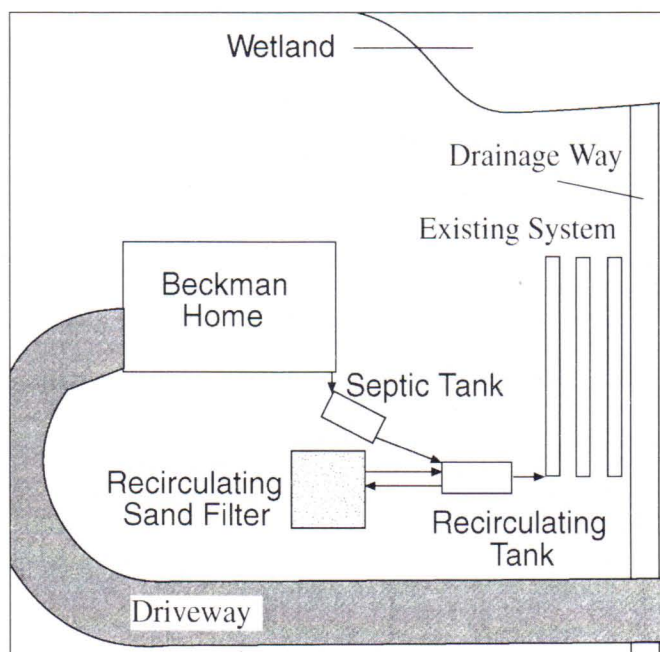 Wetland
Drainage Way
Existing System
Beckman
Home
Septic Tank
Recirculating
Sand Filter
Recirculating
Tank
Driveway